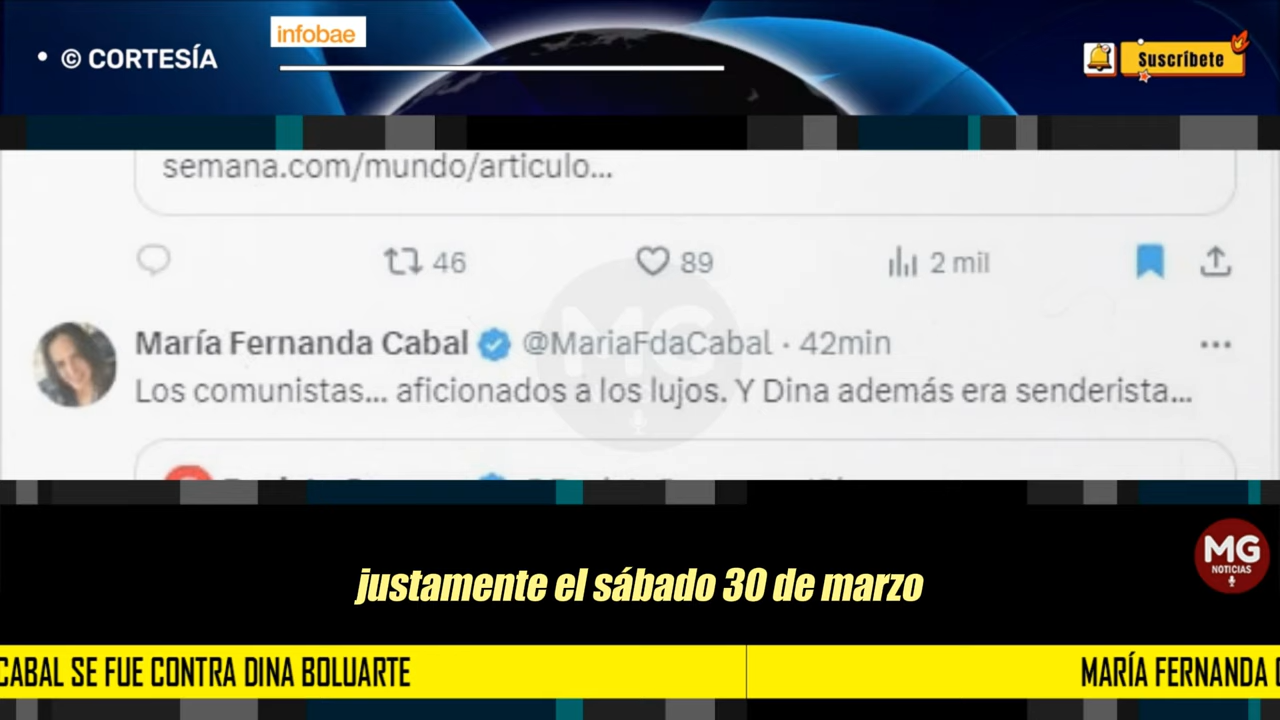 © CORTESÍA
infobae
Suscríbete
semana.com/mundo/articulo...
46
89
2 mil
María Fernanda Cabal @MariaFdaCabal · 42min
Los comunistas... aficionados a los lujos. Y Dina además era senderista...
MG
justamente el sábado 30 de marzo
MG
NOTICIAS
CABAL SE FUE CONTRA DINA BOLUARTE
MARÍA FERNANDA